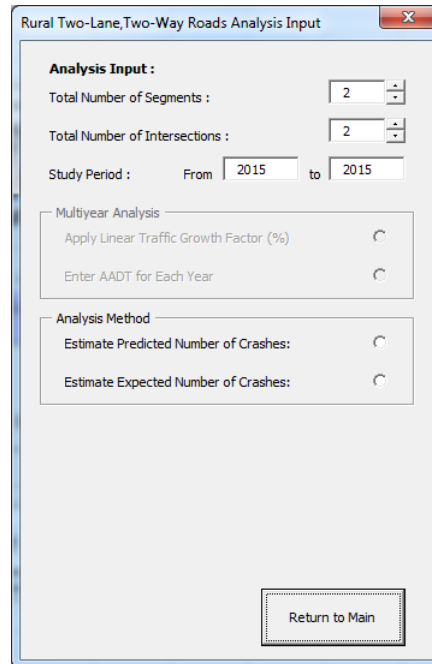 Rural Two-Lane,Two-Way Roads Analysis Input
X
Analysis Input :
Total Number of Segments : 2
Total Number of Intersections : 2
Study Period : From 2015 to 2015
Multiyear Analysis
Apply Linear Traffic Growth Factor (%)
Enter AADT for Each Year
Analysis Method
Estimate Predicted Number of Crashes:
Estimate Expected Number of Crashes:
Return to Main